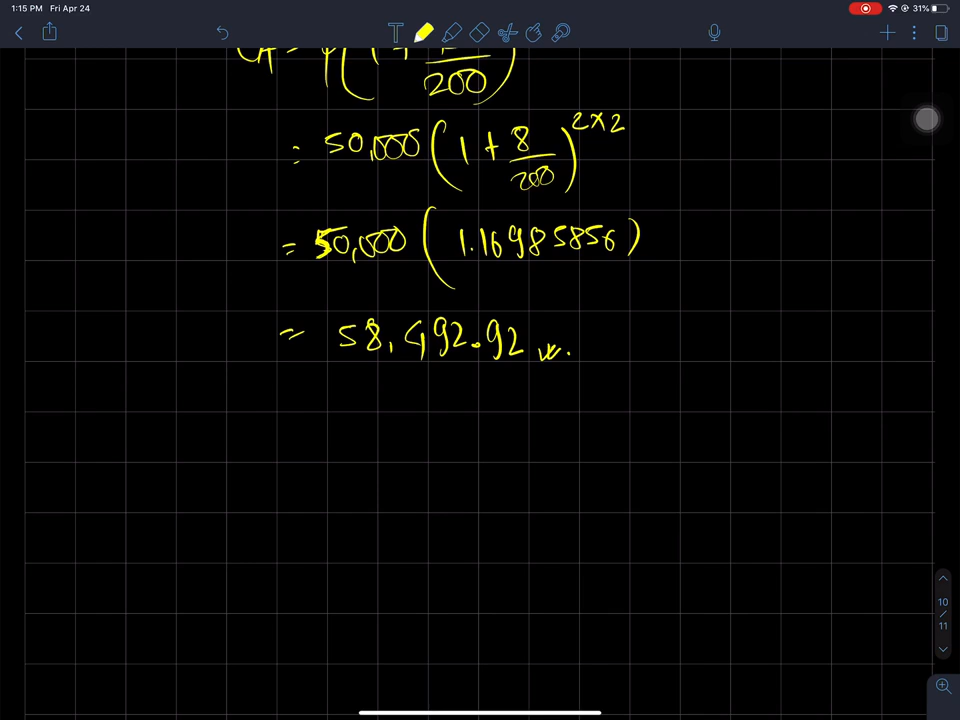 1:15 PM Fri Apr 24 31%
200
= 50,000 ( 1 + 8/200 )^2×2
= 50,000 ( 1.16985856 )
= 58,492.92
10
/
11